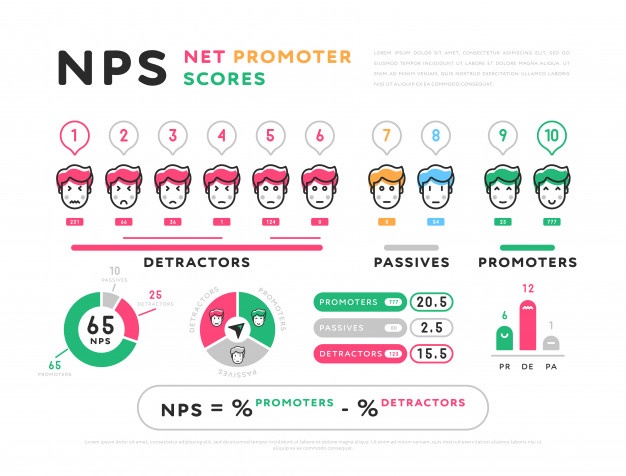 NPS
NET PROMOTER
SCORES
LOREM IPSUM DOLOR SIT AMET, CONSECTETUR ADIPISICING ELIT, SED DO
EIUSMOD TEMPOR INCIDIDUNT UT LABORE ET DOLORE MAGNA
ALIQUA. UT ENIM AD MINIM VENIAM, QUIS NOSTRUD EXERCITATION ULLAMCO LABORIS NISI UT
ALIQUIP EX EA COMMODO CONSEQUAT.
1 2 3 4 5 6 7 8 9 10
221 66 36 1 124 0 5 54 23 777
DETRACTORS PASSIVES PROMOTERS
10
PASSIVES
25
DETRACTORS
65
NPS
65
PROMOTERS
DETRACTORS
PROMOTERS
PASSIVES
PROMOTERS 777 20.5
PASSIVES 2.5
DETRACTORS 123 15.5
6 12 1
PR DE PA
NPS = % PROMOTERS - % DETRACTORS